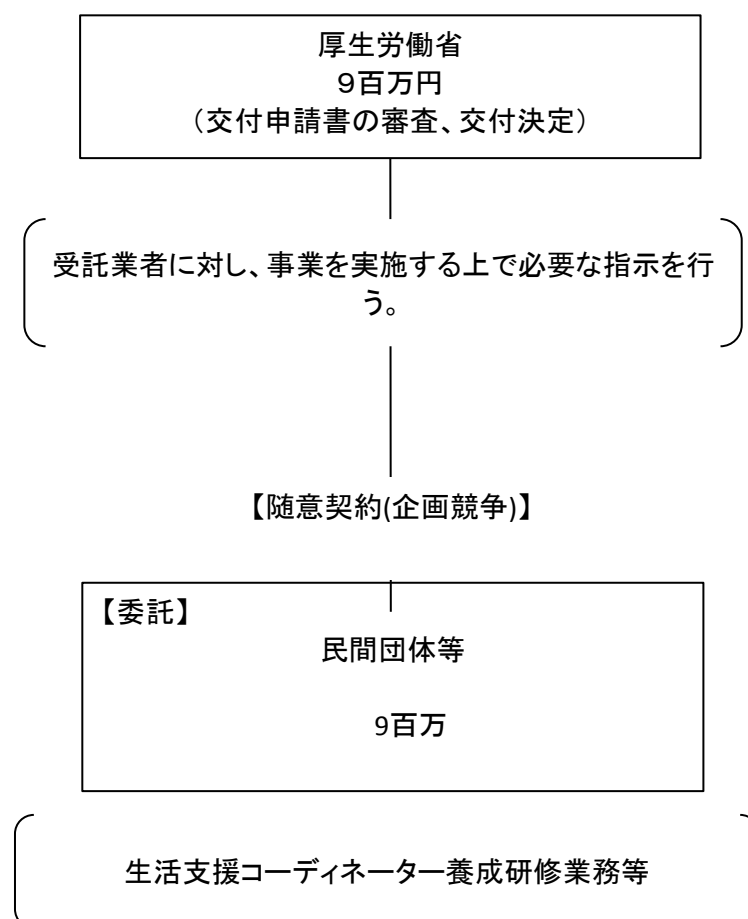 厚生労働省
９百万円
（交付申請書の審査、交付決定）
受託業者に対し、事業を実施する上で必要な指示を行
う。
【随意契約(企画競争)】
【委託】
民間団体等
9百万
生活支援コーディネーター養成研修業務等